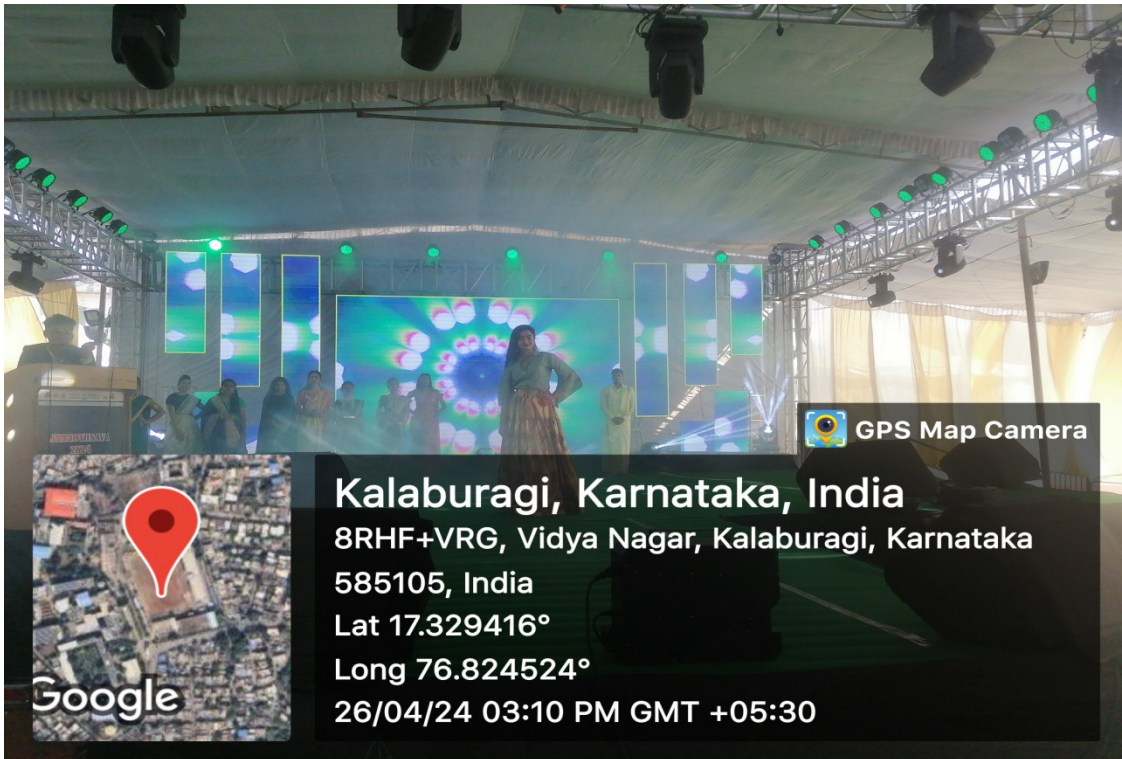 GPS Map Camera
Kalaburagi, Karnataka, India
8RHF+VRG, Vidya Nagar, Kalaburagi, Karnataka
585105, India
Lat 17.329416°
Long 76.824524°
26/04/24 03:10 PM GMT +05:30
Google